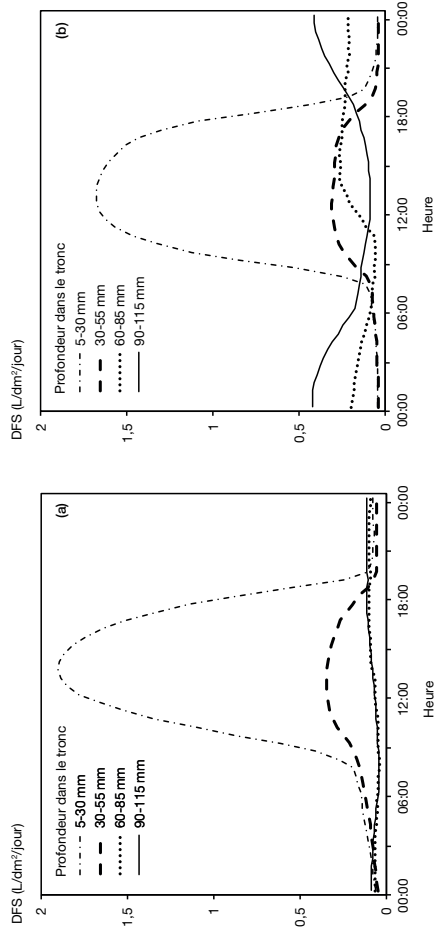 DFS (L/dm²/jour)
(a)
Profondeur dans le tronc
5-30 mm
30-55 mm
60-85 mm
90-115 mm
2
1,5
1
0,5
0
00:00
06:00
12:00
18:00
00:00
Heure
DFS (L/dm²/jour)
(b)
Profondeur dans le tronc
5-30 mm
30-55 mm
60-85 mm
90-115 mm
2
1,5
1
0,5
0
00:00
06:00
12:00
18:00
00:00
Heure